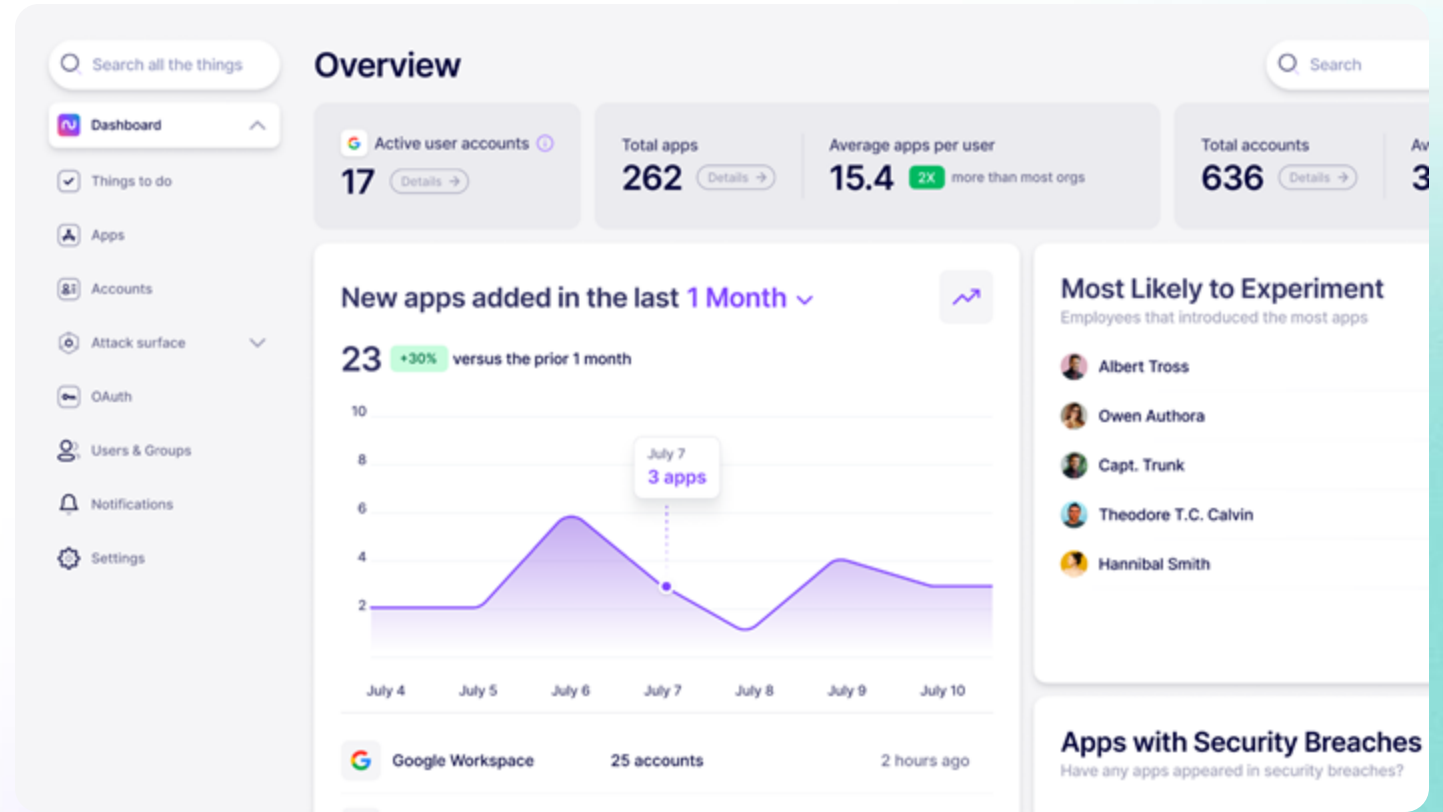 Search all the things
Dashboard
Things to do
Apps
Accounts
Attack surface
OAuth
Users & Groups
Notifications
Settings
Overview
Search
Active user accounts
17 Details →
Total apps
262 Details →
Average apps per user
15.4 2X more than most orgs
Total accounts
636 Details →
Av
3
New apps added in the last 1 Month
23 +30% versus the prior 1 month
10
8
6
4
2
July 7
3 apps
July 4 July 5 July 6 July 7 July 8 July 9 July 10
Google Workspace 25 accounts 2 hours ago
Most Likely to Experiment
Employees that introduced the most apps
Albert Tross
Owen Authora
Capt. Trunk
Theodore T.C. Calvin
Hannibal Smith
Apps with Security Breaches
Have any apps appeared in security breaches?